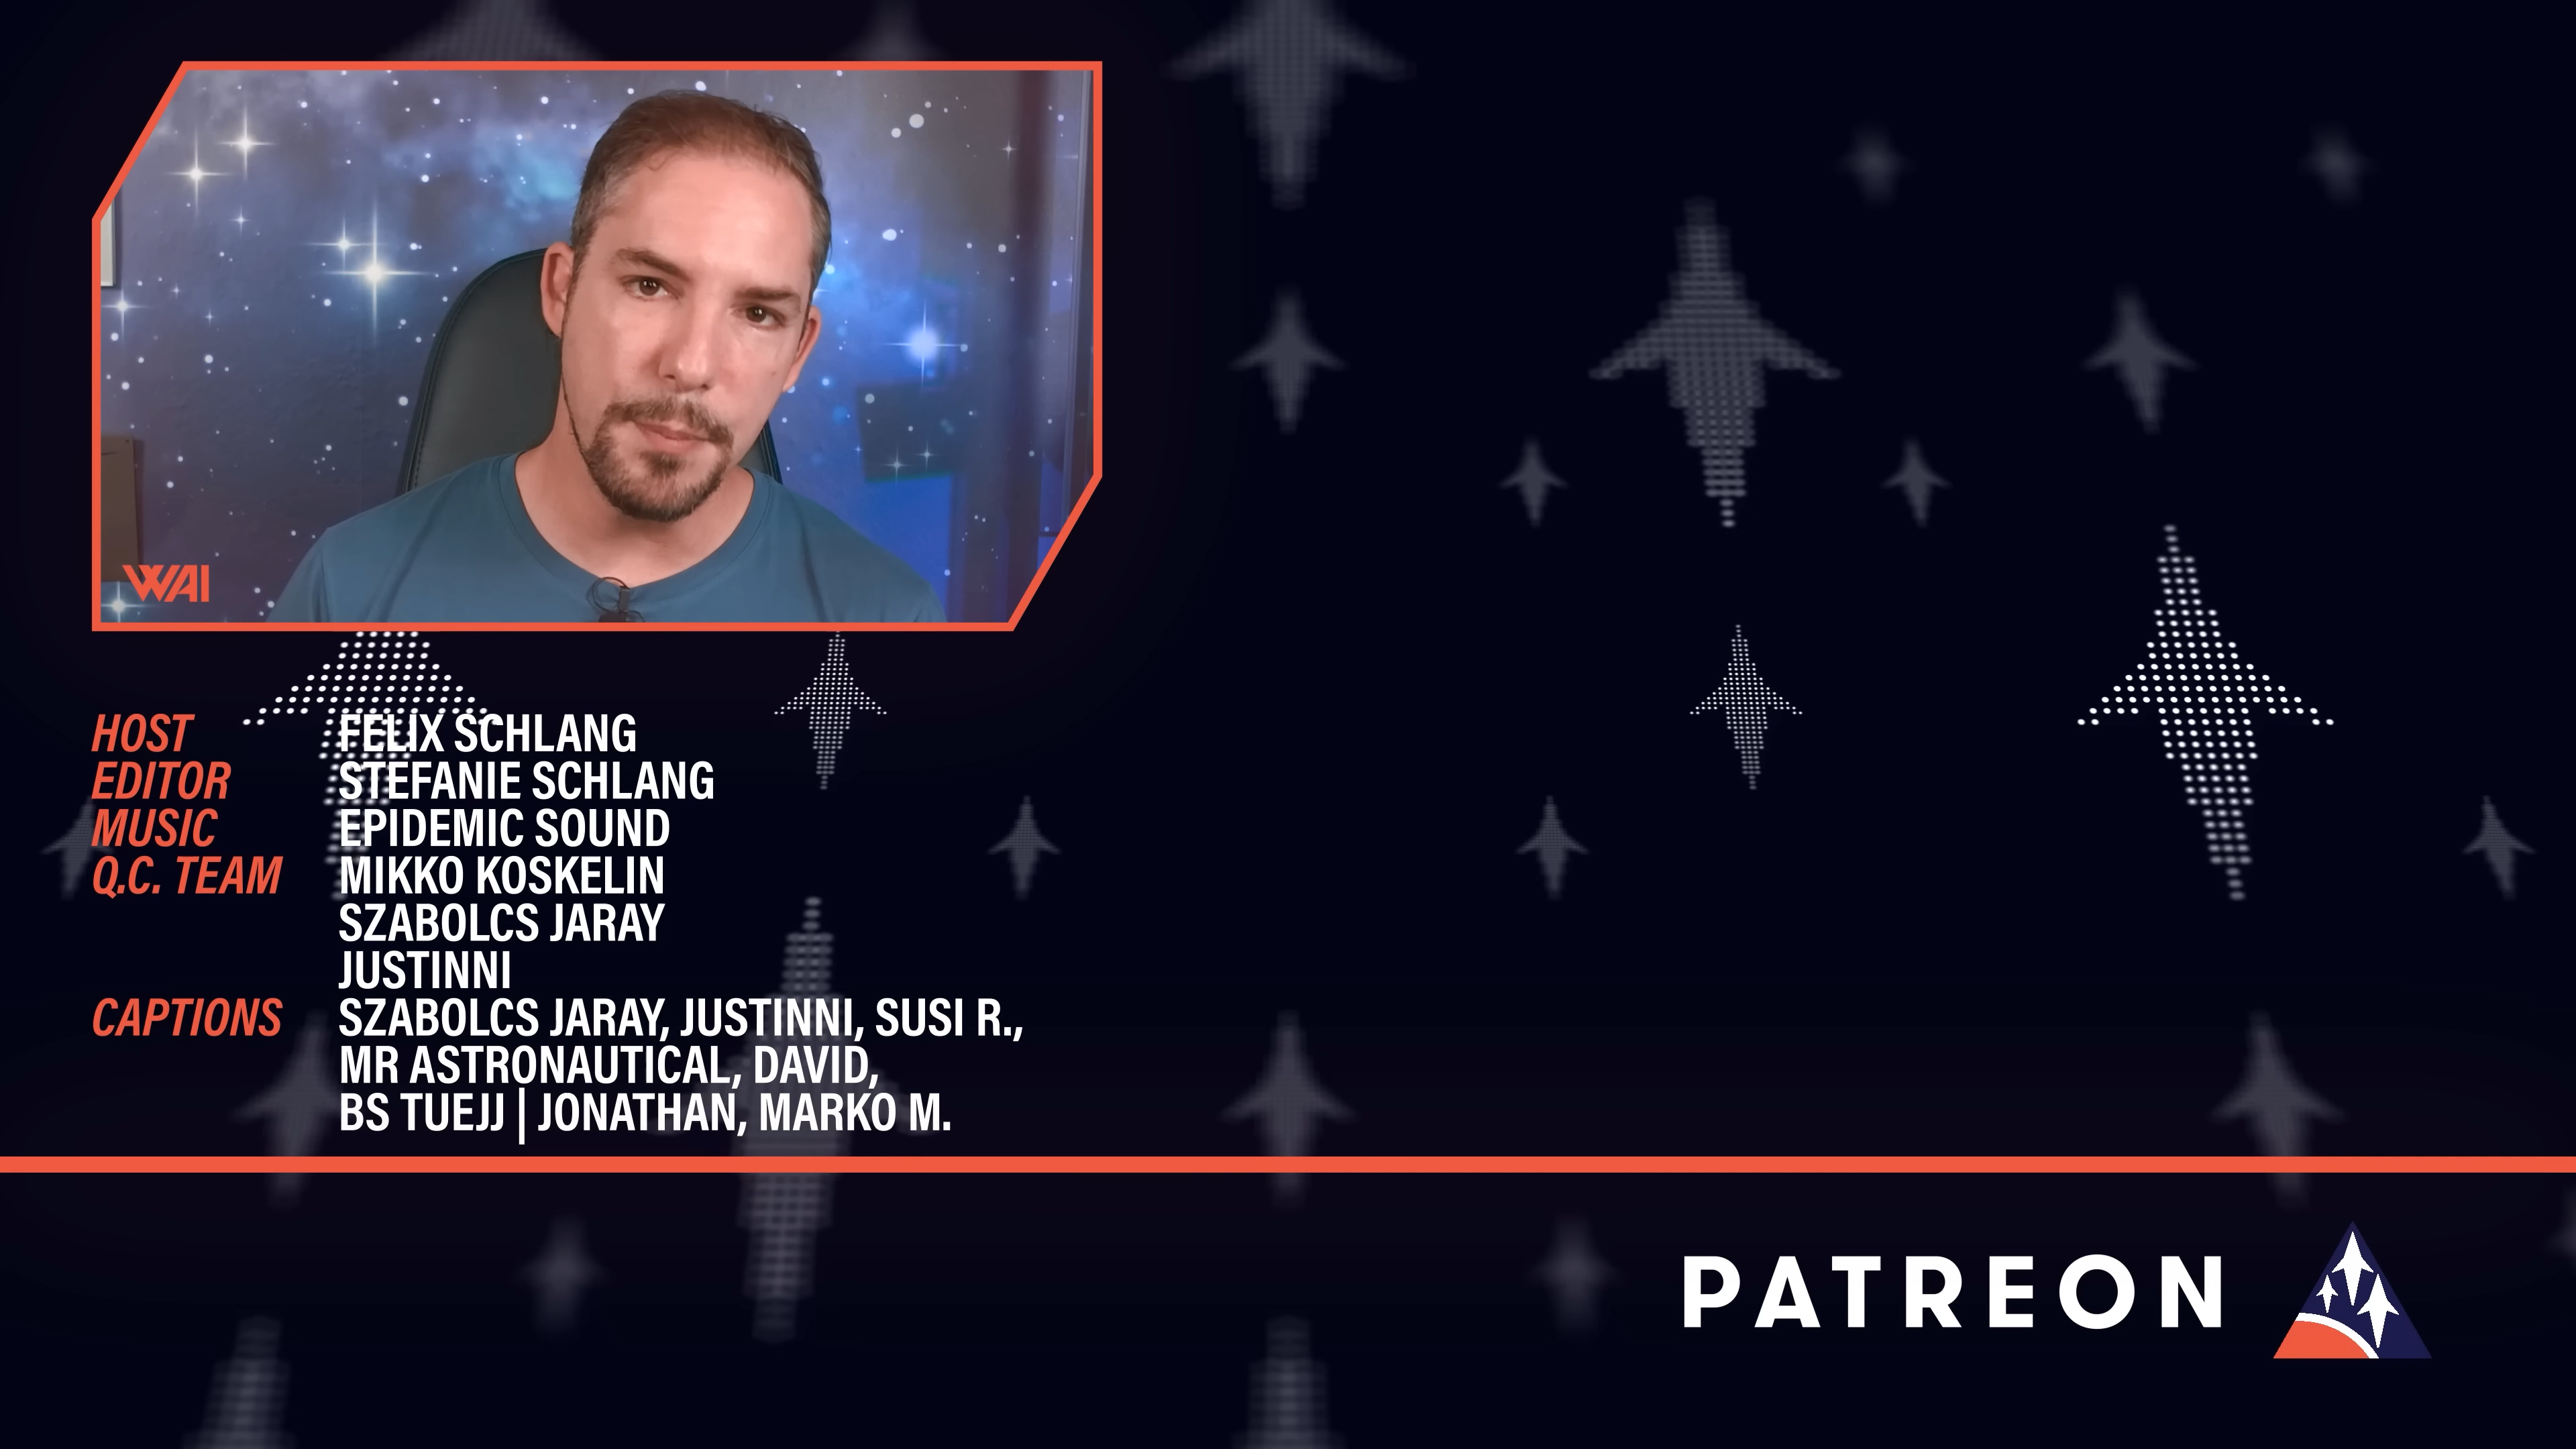 WAI
HOST FELIX SCHLANG
EDITOR STEFANIE SCHLANG
MUSIC EPIDEMIC SOUND
Q.C. TEAM MIKKO KOSKELIN
SZABOLCS JARAY
JUSTINNI
CAPTIONS SZABOLCS JARAY, JUSTINNI, SUSI R.,
MR ASTRONAUTICAL, DAVID,
BS TUEJJ | JONATHAN, MARKO M.
PATREON